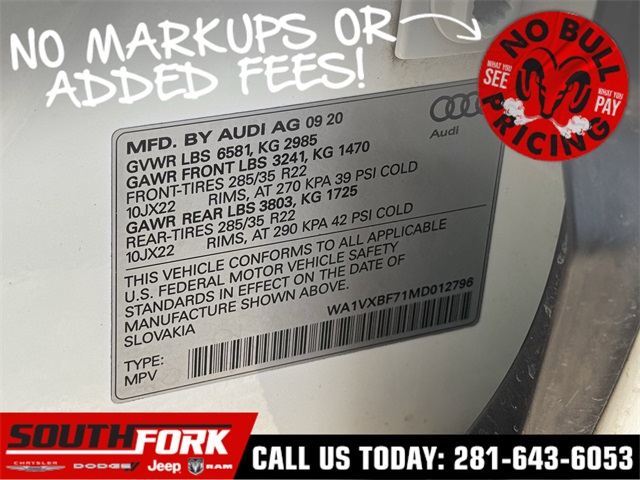 NO MARKUPS OR
ADDED FEES!
NO BULL
WHAT YOU
SEE
WHAT YOU
PAY
PRICING
MFD. BY AUDI AG 09 20
Audi
GVWR LBS 6581, KG 2985
GAWR FRONT LBS 3241, KG 1470
FRONT-TIRES 285/35 R22
10JX22 RIMS, AT 270 KPA 39 PSI COLD
GAWR REAR LBS 3803, KG 1725
REAR-TIRES 285/35 R22
10JX22 RIMS, AT 290 KPA 42 PSI COLD
THIS VEHICLE CONFORMS TO ALL APPLICABLE
U.S. FEDERAL MOTOR VEHICLE SAFETY
STANDARDS IN EFFECT ON THE DATE OF
MANUFACTURE SHOWN ABOVE.
SLOVAKIA
WA1VXBF71MD012796
TYPE:
MPV
SOUTHFORK
CHRYSLER DODGE Jeep RAM
CALL US TODAY: 281-643-6053